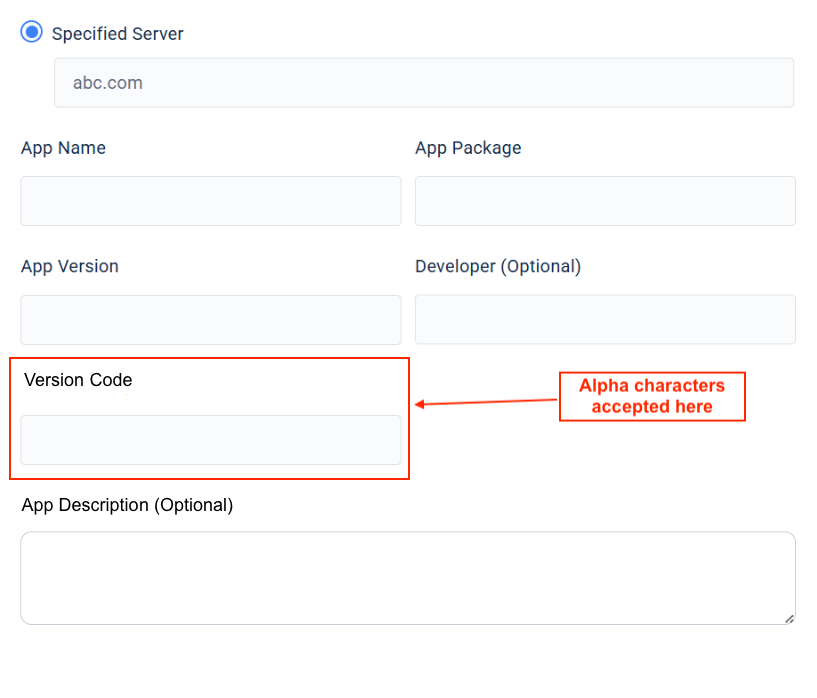 Specified Server
abc.com
App Name
App Package
App Version
Developer (Optional)
Version Code
Alpha characters
accepted here
App Description (Optional)